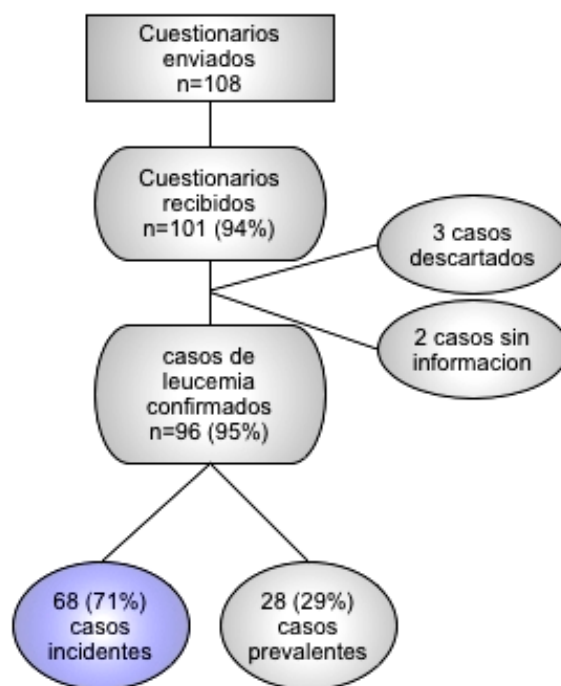 Cuestionarios
enviados
n=108
Cuestionarios
recibidos
n=101 (94%)
3 casos
descartados
2 casos sin
informacion
casos de
leucemia
confirmados
n=96 (95%)
68 (71%)
casos
incidentes
28 (29%)
casos
prevalentes